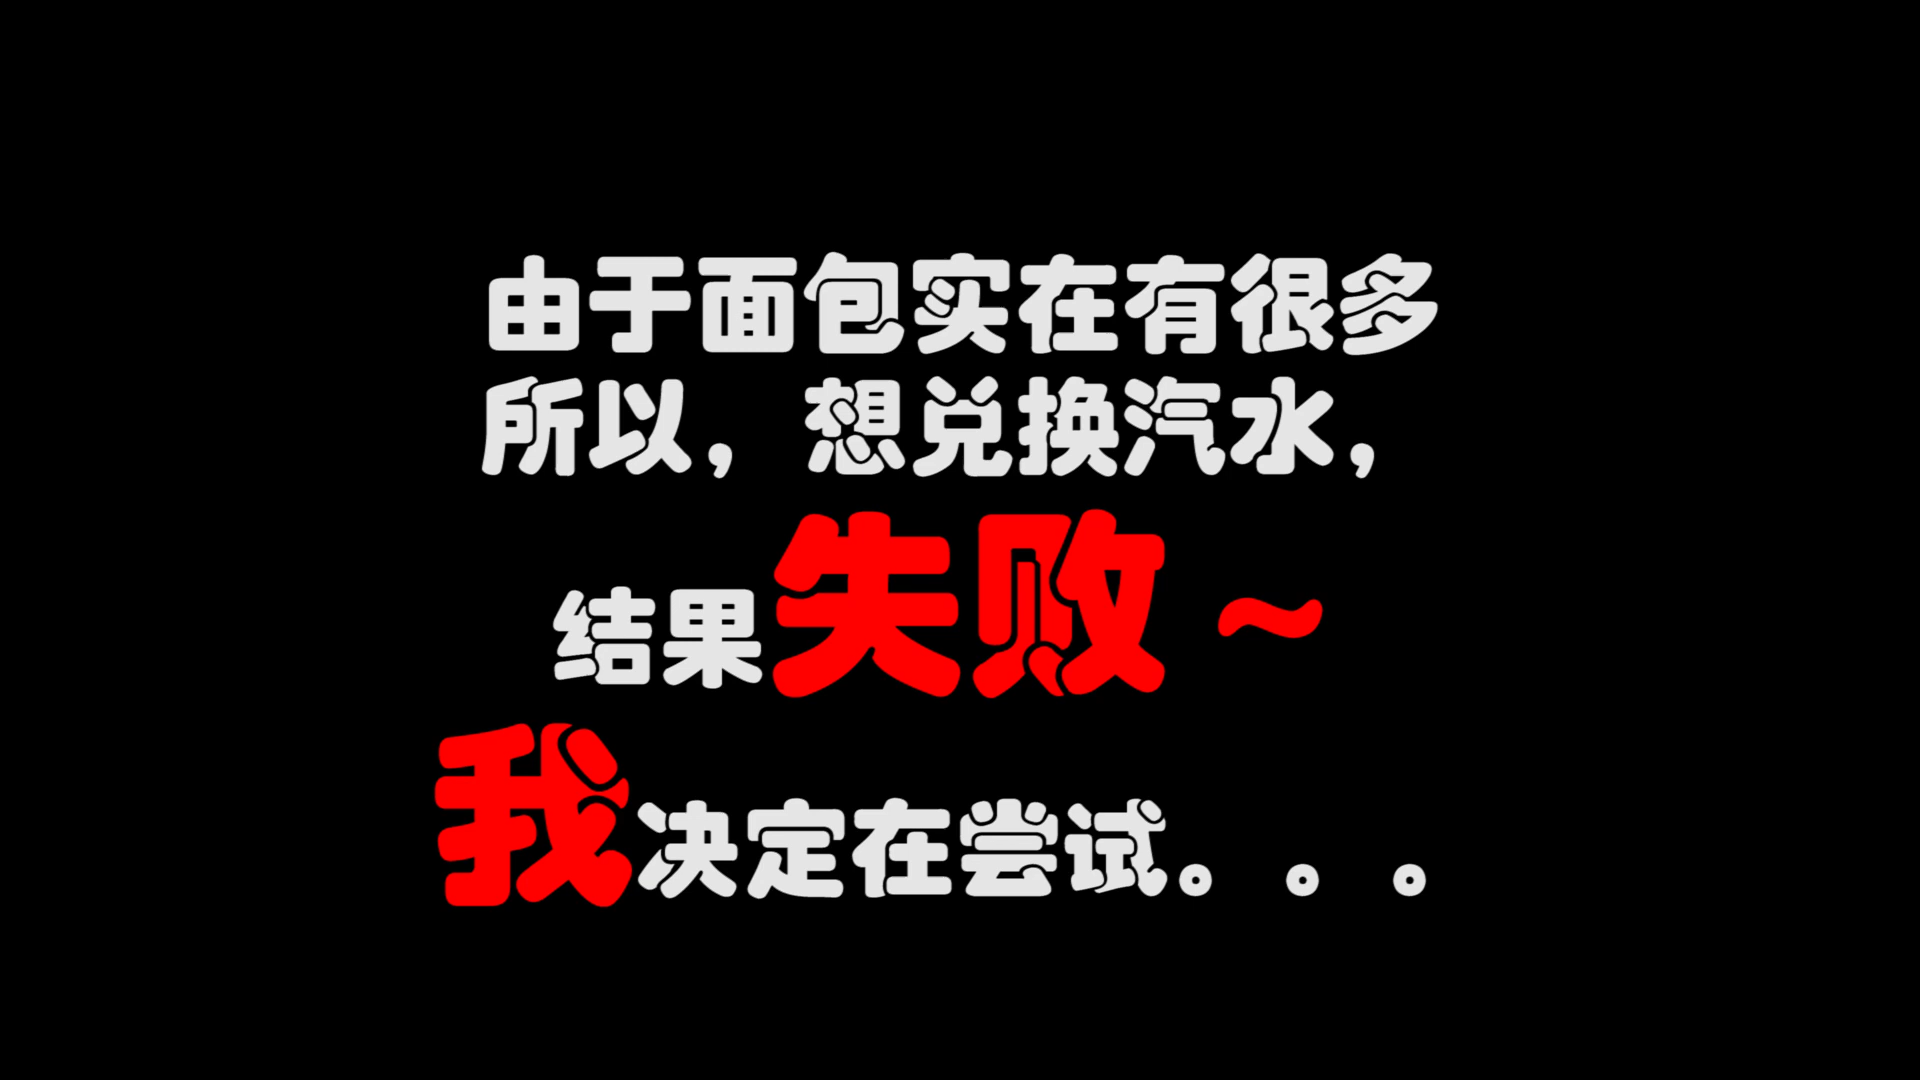 由于面包实在有很多
所以，想兑换汽水，
结果失败～
我决定在尝试。。。